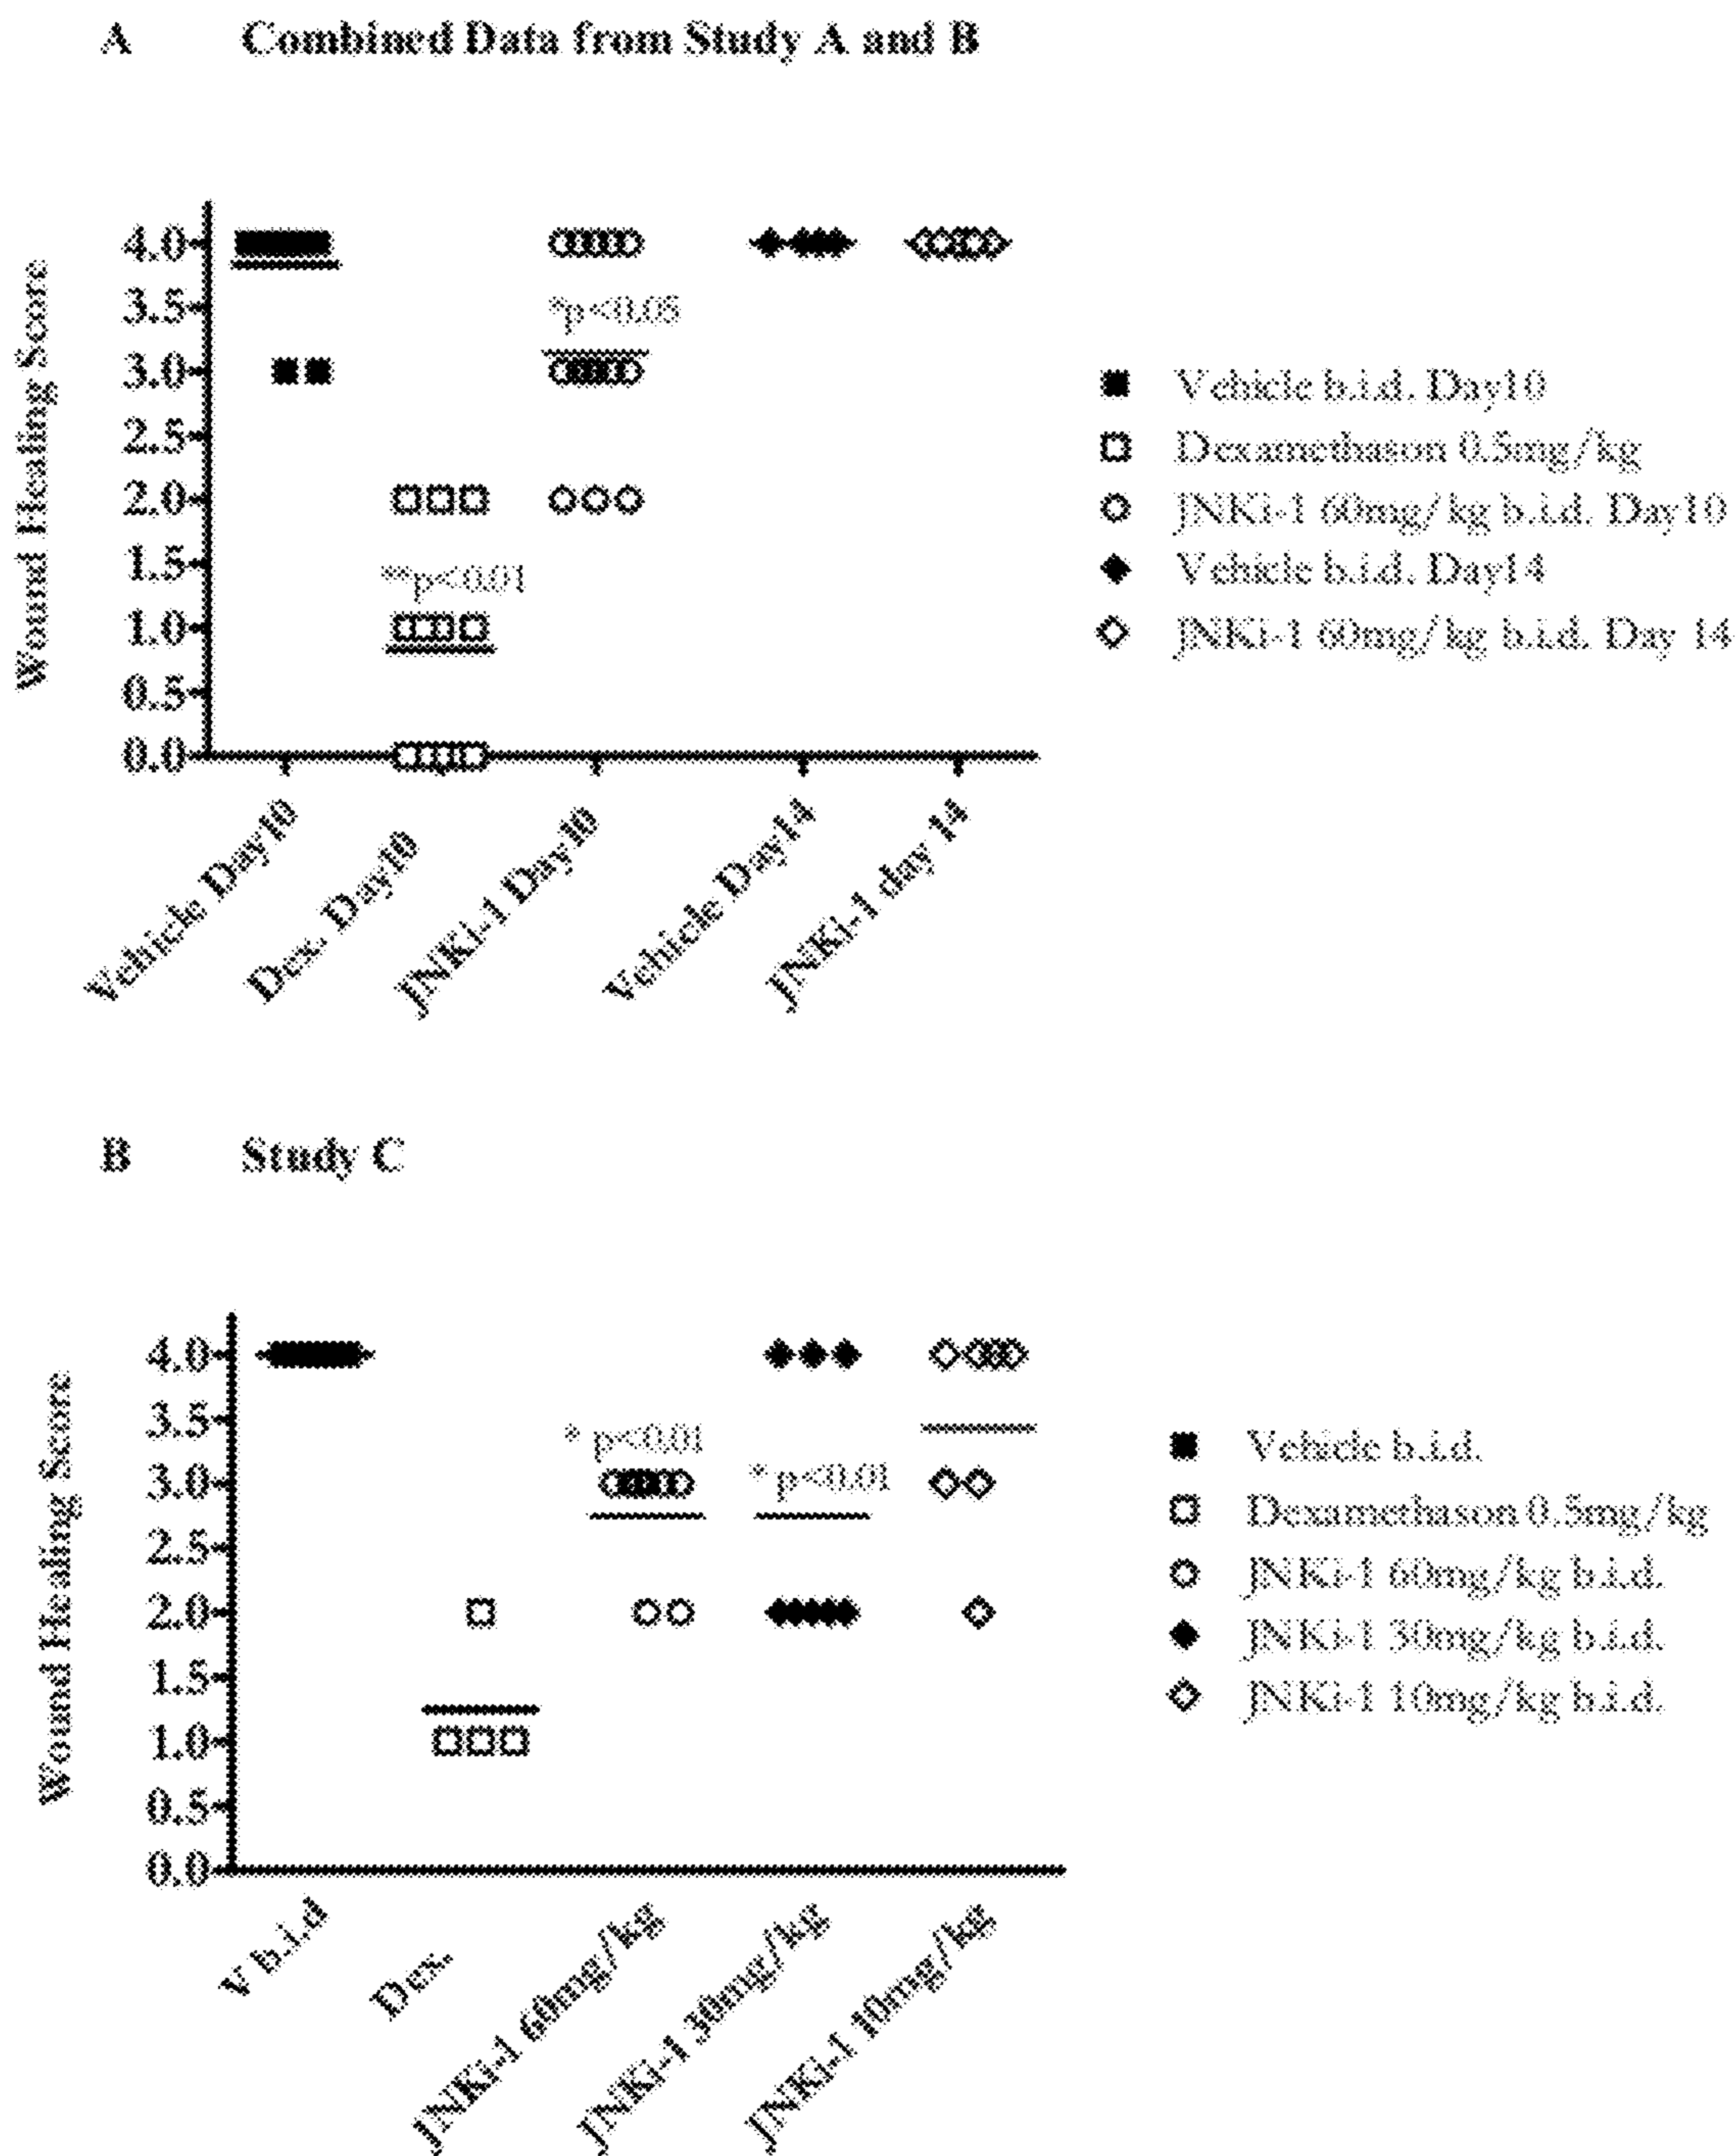 A Combined Data from Study A and B
Wound Healing Score
4.0
3.5
3.0
2.5
2.0
1.5
1.0
0.5
0.0
*p<0.05
**p<0.01
Vehicle Day10
Dex. Day10
JNKi-1 Day10
Vehicle Day14
JNKi-1 day 14
Vehicle b.i.d. Day10
Dexamethason 0.5mg/kg
JNKi-1 60mg/kg b.i.d. Day10
Vehicle b.i.d. Day14
JNKi-1 60mg/kg b.i.d. Day 14
B Study C
Wound Healing Score
4.0
3.5
3.0
2.5
2.0
1.5
1.0
0.5
0.0
* p<0.01
* p<0.01
V b.i.d
Dex.
JNKi-1 60mg/kg
JNKi-1 30mg/kg
JNKi-1 10mg/kg
Vehicle b.i.d.
Dexamethason 0.5mg/kg
JNKi-1 60mg/kg b.i.d.
JNKi-1 30mg/kg b.i.d.
JNKi-1 10mg/kg b.i.d.